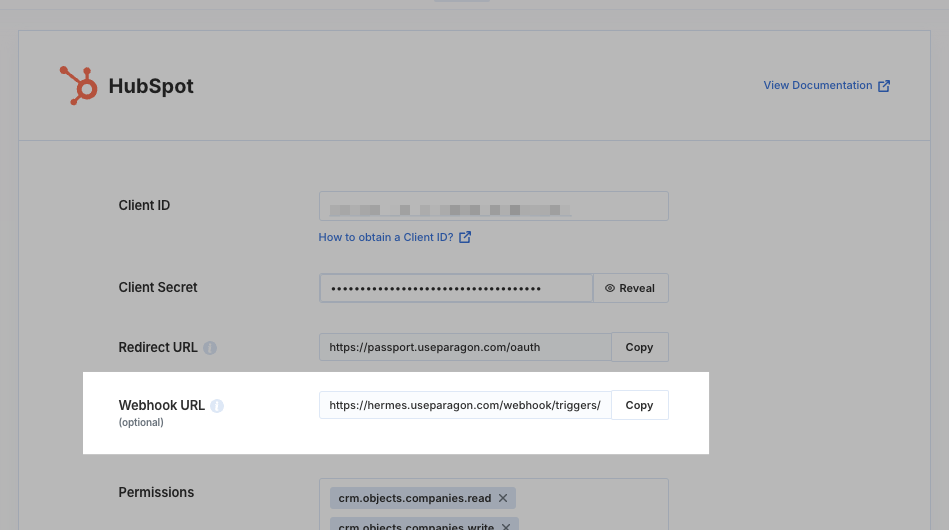 HubSpot
View Documentation
Client ID
How to obtain a Client ID?
Client Secret
••••••••••••••••••••••••••••••••••••
Reveal
Redirect URL
https://passport.useparagon.com/oauth
Copy
Webhook URL
(optional)
https://hermes.useparagon.com/webhook/triggers/
Copy
Permissions
crm.objects.companies.read
crm.objects.companies.write